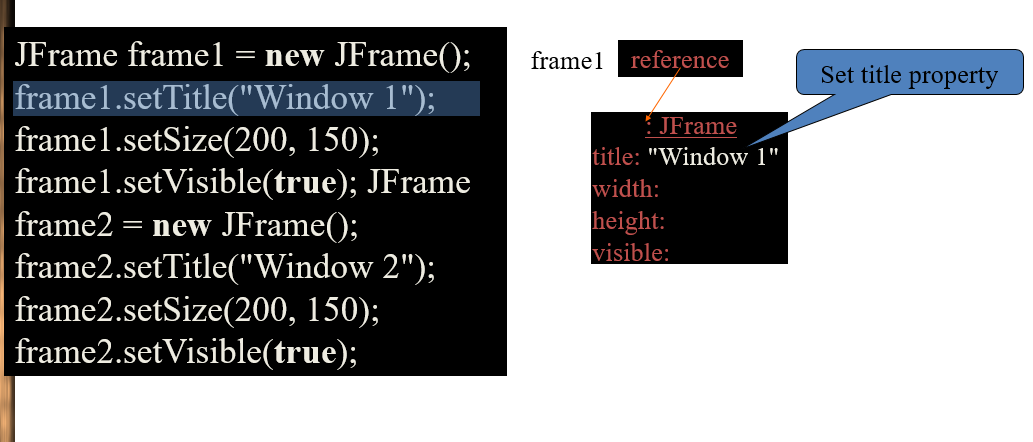 JFrame frame1 = new JFrame();
frame1.setTitle("Window 1");
frame1.setSize(200, 150);
frame1.setVisible(true); JFrame
frame2 = new JFrame();
frame2.setTitle("Window 2");
frame2.setSize(200, 150);
frame2.setVisible(true);
frame1 reference
Set title property
: JFrame
title: "Window 1"
width:
height:
visible: